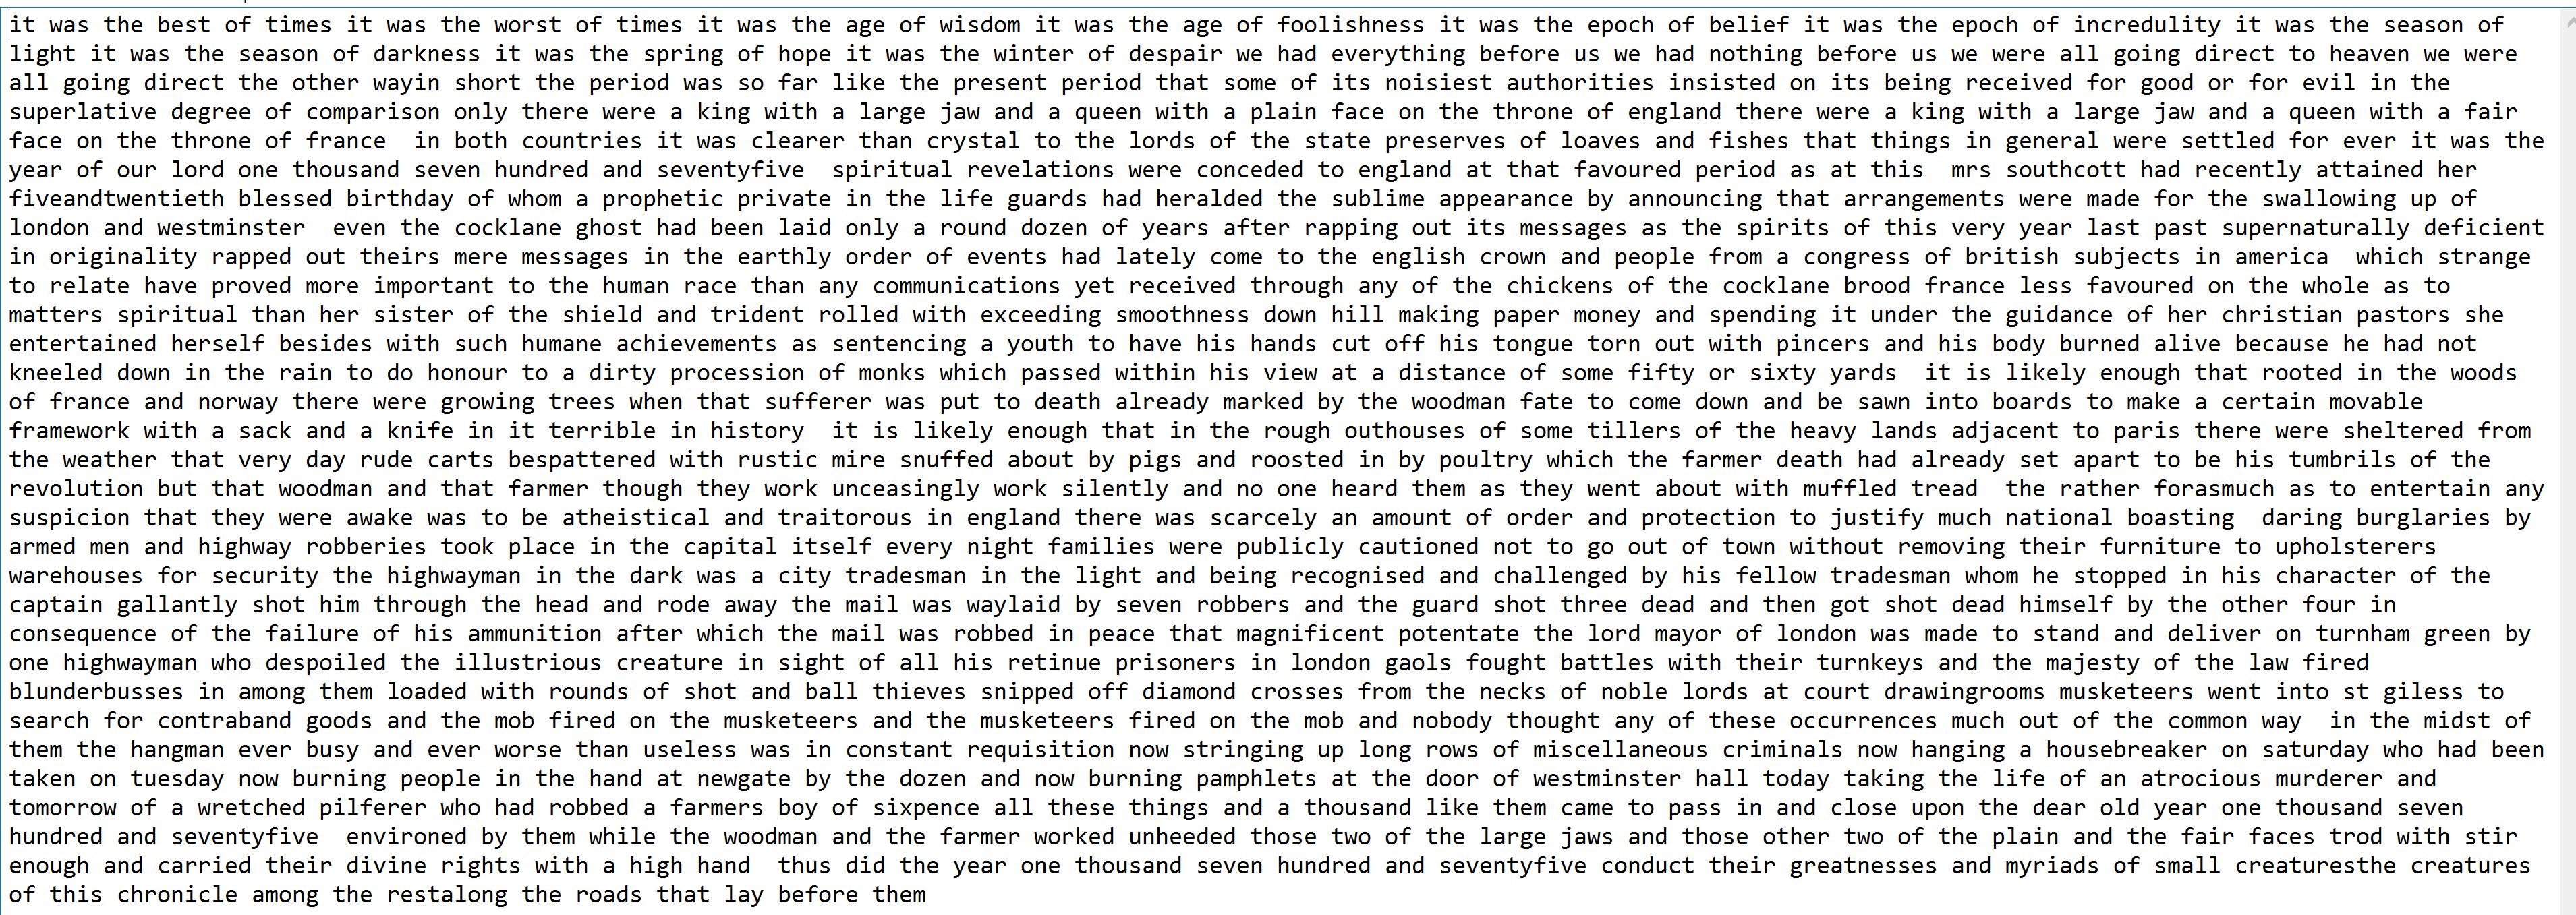 it was the best of times it was the worst of times it was the age of wisdom it was the age of foolishness it was the epoch of belief it was the epoch of incredulity it was the season of
light it was the season of darkness it was the spring of hope it was the winter of despair we had everything before us we had nothing before us we were all going direct to heaven we were
all going direct the other wayin short the period was so far like the present period that some of its noisiest authorities insisted on its being received for good or for evil in the
superlative degree of comparison only there were a king with a large jaw and a queen with a plain face on the throne of england there were a king with a large jaw and a queen with a fair
face on the throne of france  in both countries it was clearer than crystal to the lords of the state preserves of loaves and fishes that things in general were settled for ever it was the
year of our lord one thousand seven hundred and seventyfive  spiritual revelations were conceded to england at that favoured period as at this  mrs southcott had recently attained her
fiveandtwentieth blessed birthday of whom a prophetic private in the life guards had heralded the sublime appearance by announcing that arrangements were made for the swallowing up of
london and westminster  even the cocklane ghost had been laid only a round dozen of years after rapping out its messages as the spirits of this very year last past supernaturally deficient
in originality rapped out theirs mere messages in the earthly order of events had lately come to the english crown and people from a congress of british subjects in america  which strange
to relate have proved more important to the human race than any communications yet received through any of the chickens of the cocklane brood france less favoured on the whole as to
matters spiritual than her sister of the shield and trident rolled with exceeding smoothness down hill making paper money and spending it under the guidance of her christian pastors she
entertained herself besides with such humane achievements as sentencing a youth to have his hands cut off his tongue torn out with pincers and his body burned alive because he had not
kneeled down in the rain to do honour to a dirty procession of monks which passed within his view at a distance of some fifty or sixty yards  it is likely enough that rooted in the woods
of france and norway there were growing trees when that sufferer was put to death already marked by the woodman fate to come down and be sawn into boards to make a certain movable
framework with a sack and a knife in it terrible in history  it is likely enough that in the rough outhouses of some tillers of the heavy lands adjacent to paris there were sheltered from
the weather that very day rude carts bespattered with rustic mire snuffed about by pigs and roosted in by poultry which the farmer death had already set apart to be his tumbrils of the
revolution but that woodman and that farmer though they work unceasingly work silently and no one heard them as they went about with muffled tread  the rather forasmuch as to entertain any
suspicion that they were awake was to be atheistical and traitorous in england there was scarcely an amount of order and protection to justify much national boasting  daring burglaries by
armed men and highway robberies took place in the capital itself every night families were publicly cautioned not to go out of town without removing their furniture to upholsterers
warehouses for security the highwayman in the dark was a city tradesman in the light and being recognised and challenged by his fellow tradesman whom he stopped in his character of the
captain gallantly shot him through the head and rode away the mail was waylaid by seven robbers and the guard shot three dead and then got shot dead himself by the other four in
consequence of the failure of his ammunition after which the mail was robbed in peace that magnificent potentate the lord mayor of london was made to stand and deliver on turnham green by
one highwayman who despoiled the illustrious creature in sight of all his retinue prisoners in london gaols fought battles with their turnkeys and the majesty of the law fired
blunderbusses in among them loaded with rounds of shot and ball thieves snipped off diamond crosses from the necks of noble lords at court drawingrooms musketeers went into st giless to
search for contraband goods and the mob fired on the musketeers and the musketeers fired on the mob and nobody thought any of these occurrences much out of the common way  in the midst of
them the hangman ever busy and ever worse than useless was in constant requisition now stringing up long rows of miscellaneous criminals now hanging a housebreaker on saturday who had been
taken on tuesday now burning people in the hand at newgate by the dozen and now burning pamphlets at the door of westminster hall today taking the life of an atrocious murderer and
tomorrow of a wretched pilferer who had robbed a farmers boy of sixpence all these things and a thousand like them came to pass in and close upon the dear old year one thousand seven
hundred and seventyfive  environed by them while the woodman and the farmer worked unheeded those two of the large jaws and those other two of the plain and the fair faces trod with stir
enough and carried their divine rights with a high hand  thus did the year one thousand seven hundred and seventyfive conduct their greatnesses and myriads of small creaturesthe creatures
of this chronicle among the restalong the roads that lay before them